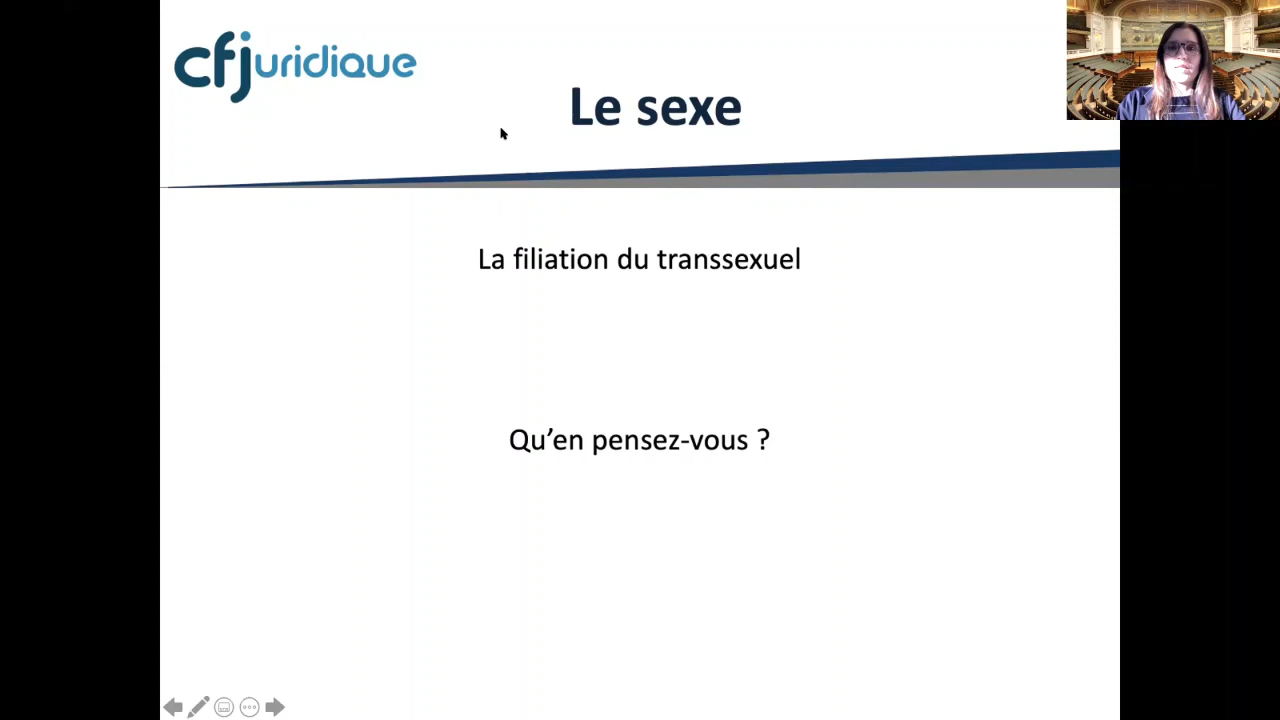 cfjuridique
Le sexe
La filiation du transsexuel
Qu’en pensez-vous ?